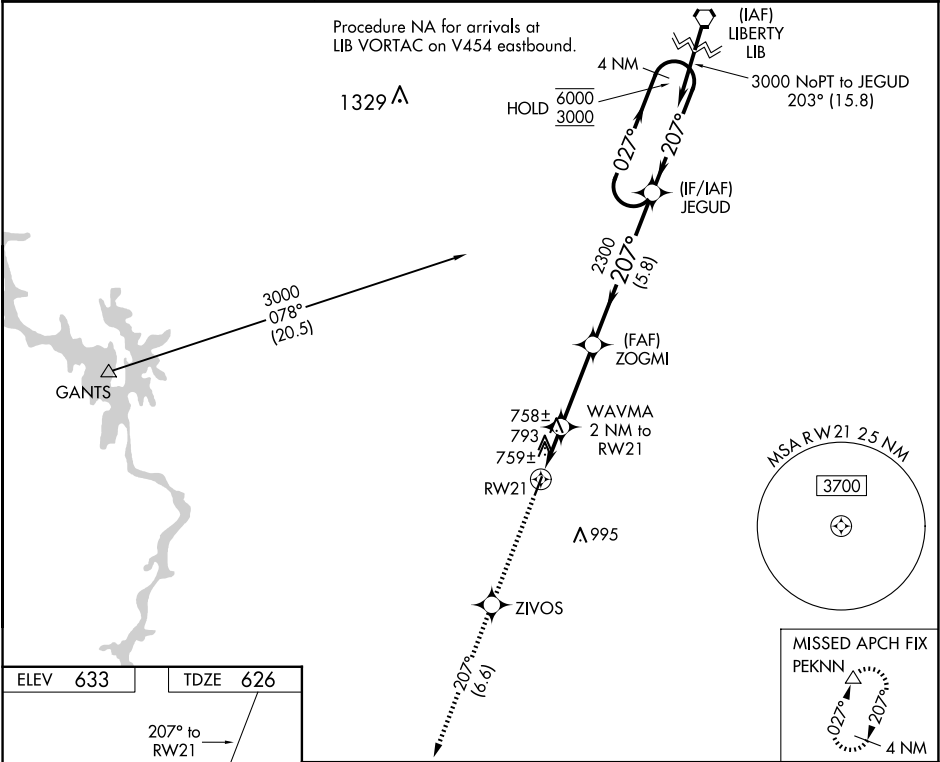 Procedure NA for arrivals at
LIB VORTAC on V454 eastbound.
(IAF)
LIBERTY
LIB
4 NM
3000 NoPT to JEGUD
203° (15.8)
1329
HOLD
6000
3000
027°
207°
(IF/IAF)
JEGUD
2300
207°
(5.8)
3000
078°
(20.5)
GANTS
(FAF)
ZOGMI
758±
793
759±
WAVMA
2 NM to
RW21
RW21
995
MSA RW21 25 NM
3700
ZIVOS
207°
(6.6)
MISSED APCH FIX
PEKNN
027°
207°
4 NM
ELEV 633
TDZE 626
207° to
RW21